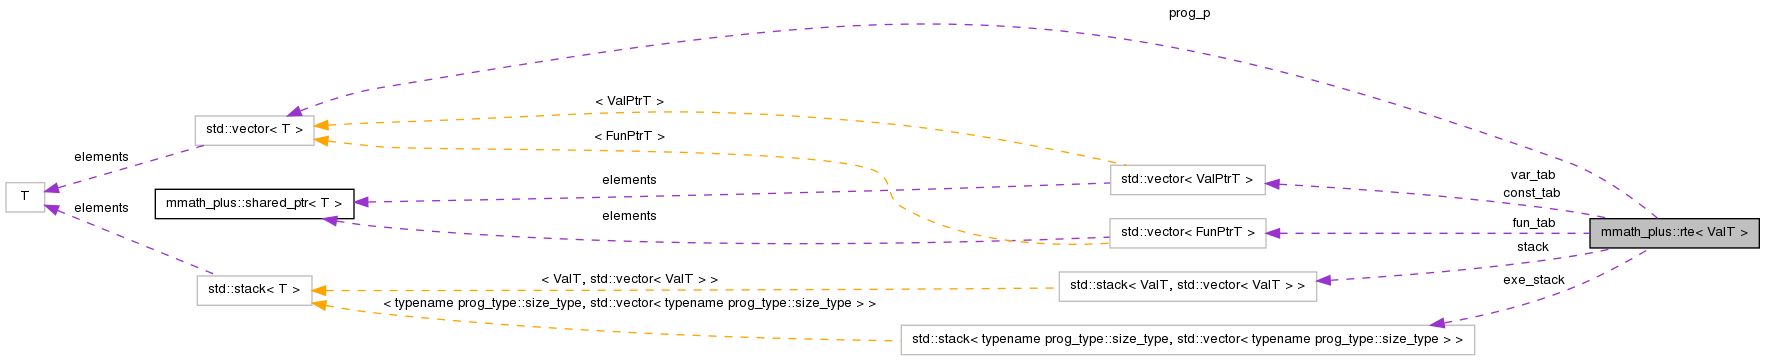 prog_p
< ValPtrT >
std::vector< T >
< FunPtrT >
elements
var_tab
std::vector< ValPtrT >
elements
const_tab
T
mmath_plus::shared_ptr< T >
elements
elements
fun_tab
std::vector< FunPtrT >
mmath_plus::rte< ValT >
stack
< ValT, std::vector< ValT > >
exe_stack
std::stack< T >
std::stack< ValT, std::vector< ValT > >
< typename prog_type::size_type, std::vector< typename prog_type::size_type > >
std::stack< typename prog_type::size_type, std::vector< typename prog_type::size_type > >